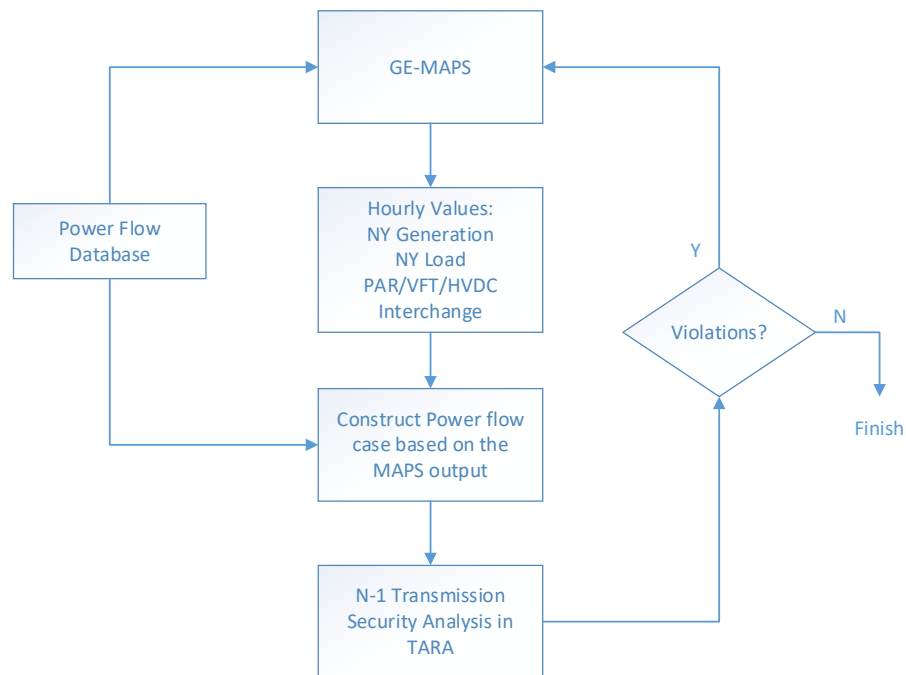 GE-MAPS
Power Flow
Database
Hourly Values:
NY Generation
NY Load
PAR/VFT/HVDC
Interchange
Y
Violations?
N
Finish
Construct Power flow
case based on the
MAPS output
N-1 Transmission
Security Analysis in
TARA